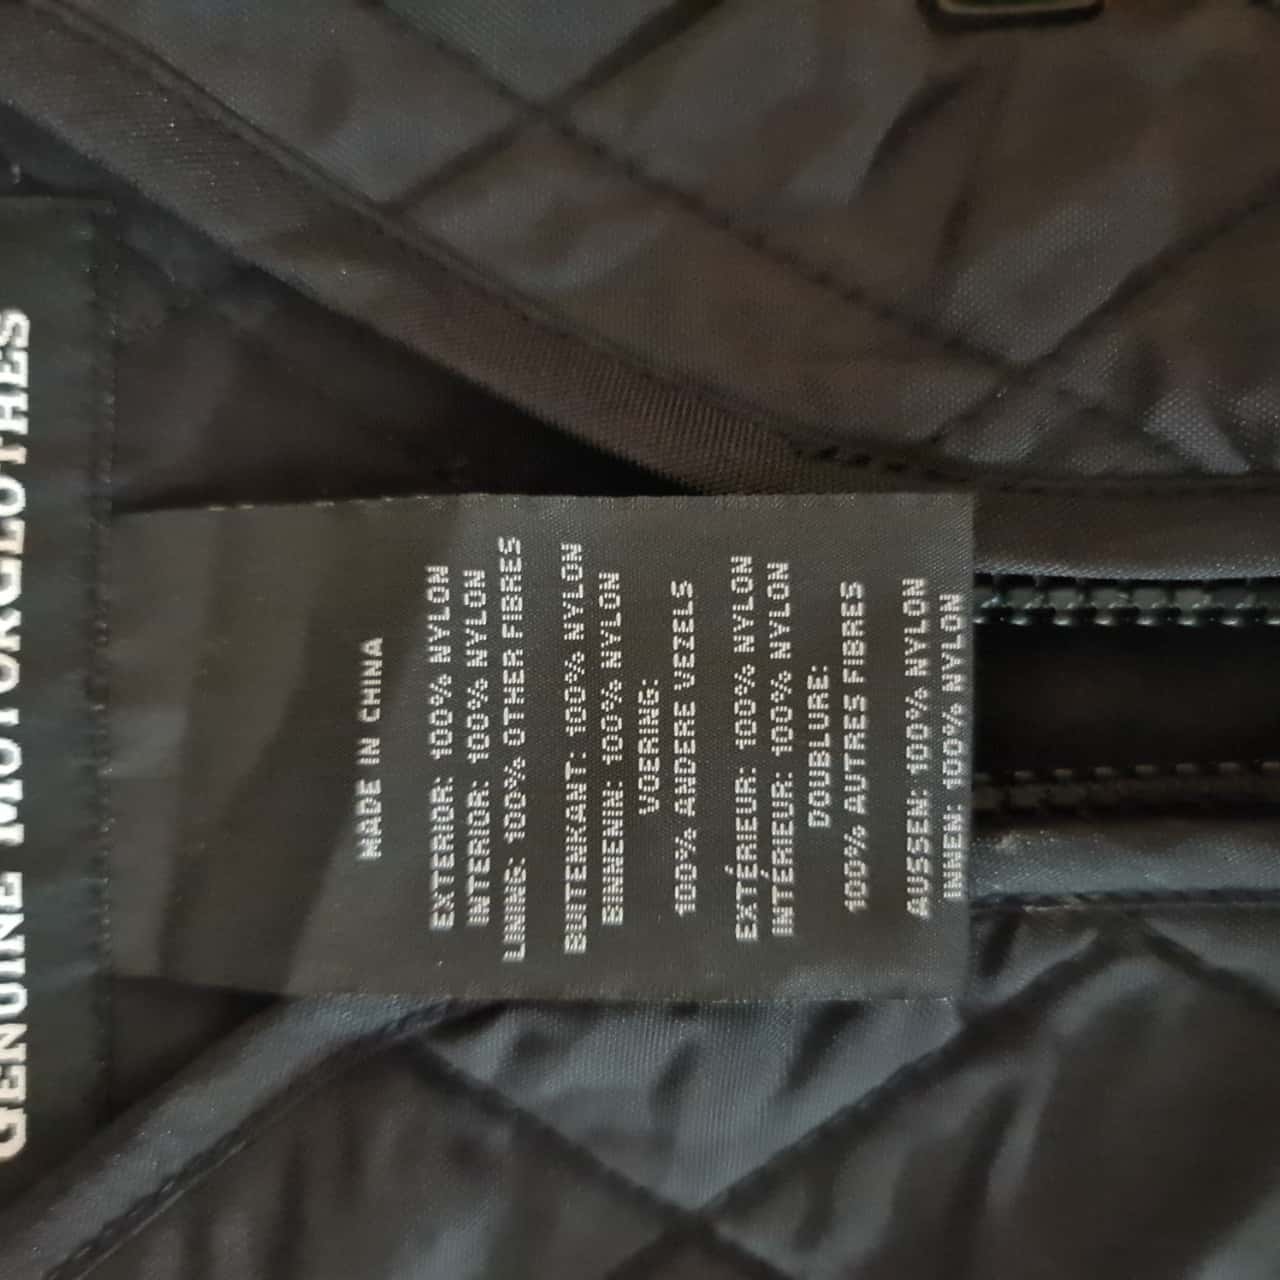 GENUINE MOTORCLOTHES
MADE IN CHINA
EXTERIOR: 100% NYLON
INTERIOR: 100% NYLON
LINING: 100% OTHER FIBRES
BUITENKANT: 100% NYLON
BINNENIN: 100% NYLON
VOERING:
100% ANDERE VEZELS
EXTÉRIEUR: 100% NYLON
INTÉRIEUR: 100% NYLON
DOUBLURE:
100% AUTRES FIBRES
AUSSEN: 100% NYLON
INNEN: 100% NYLON